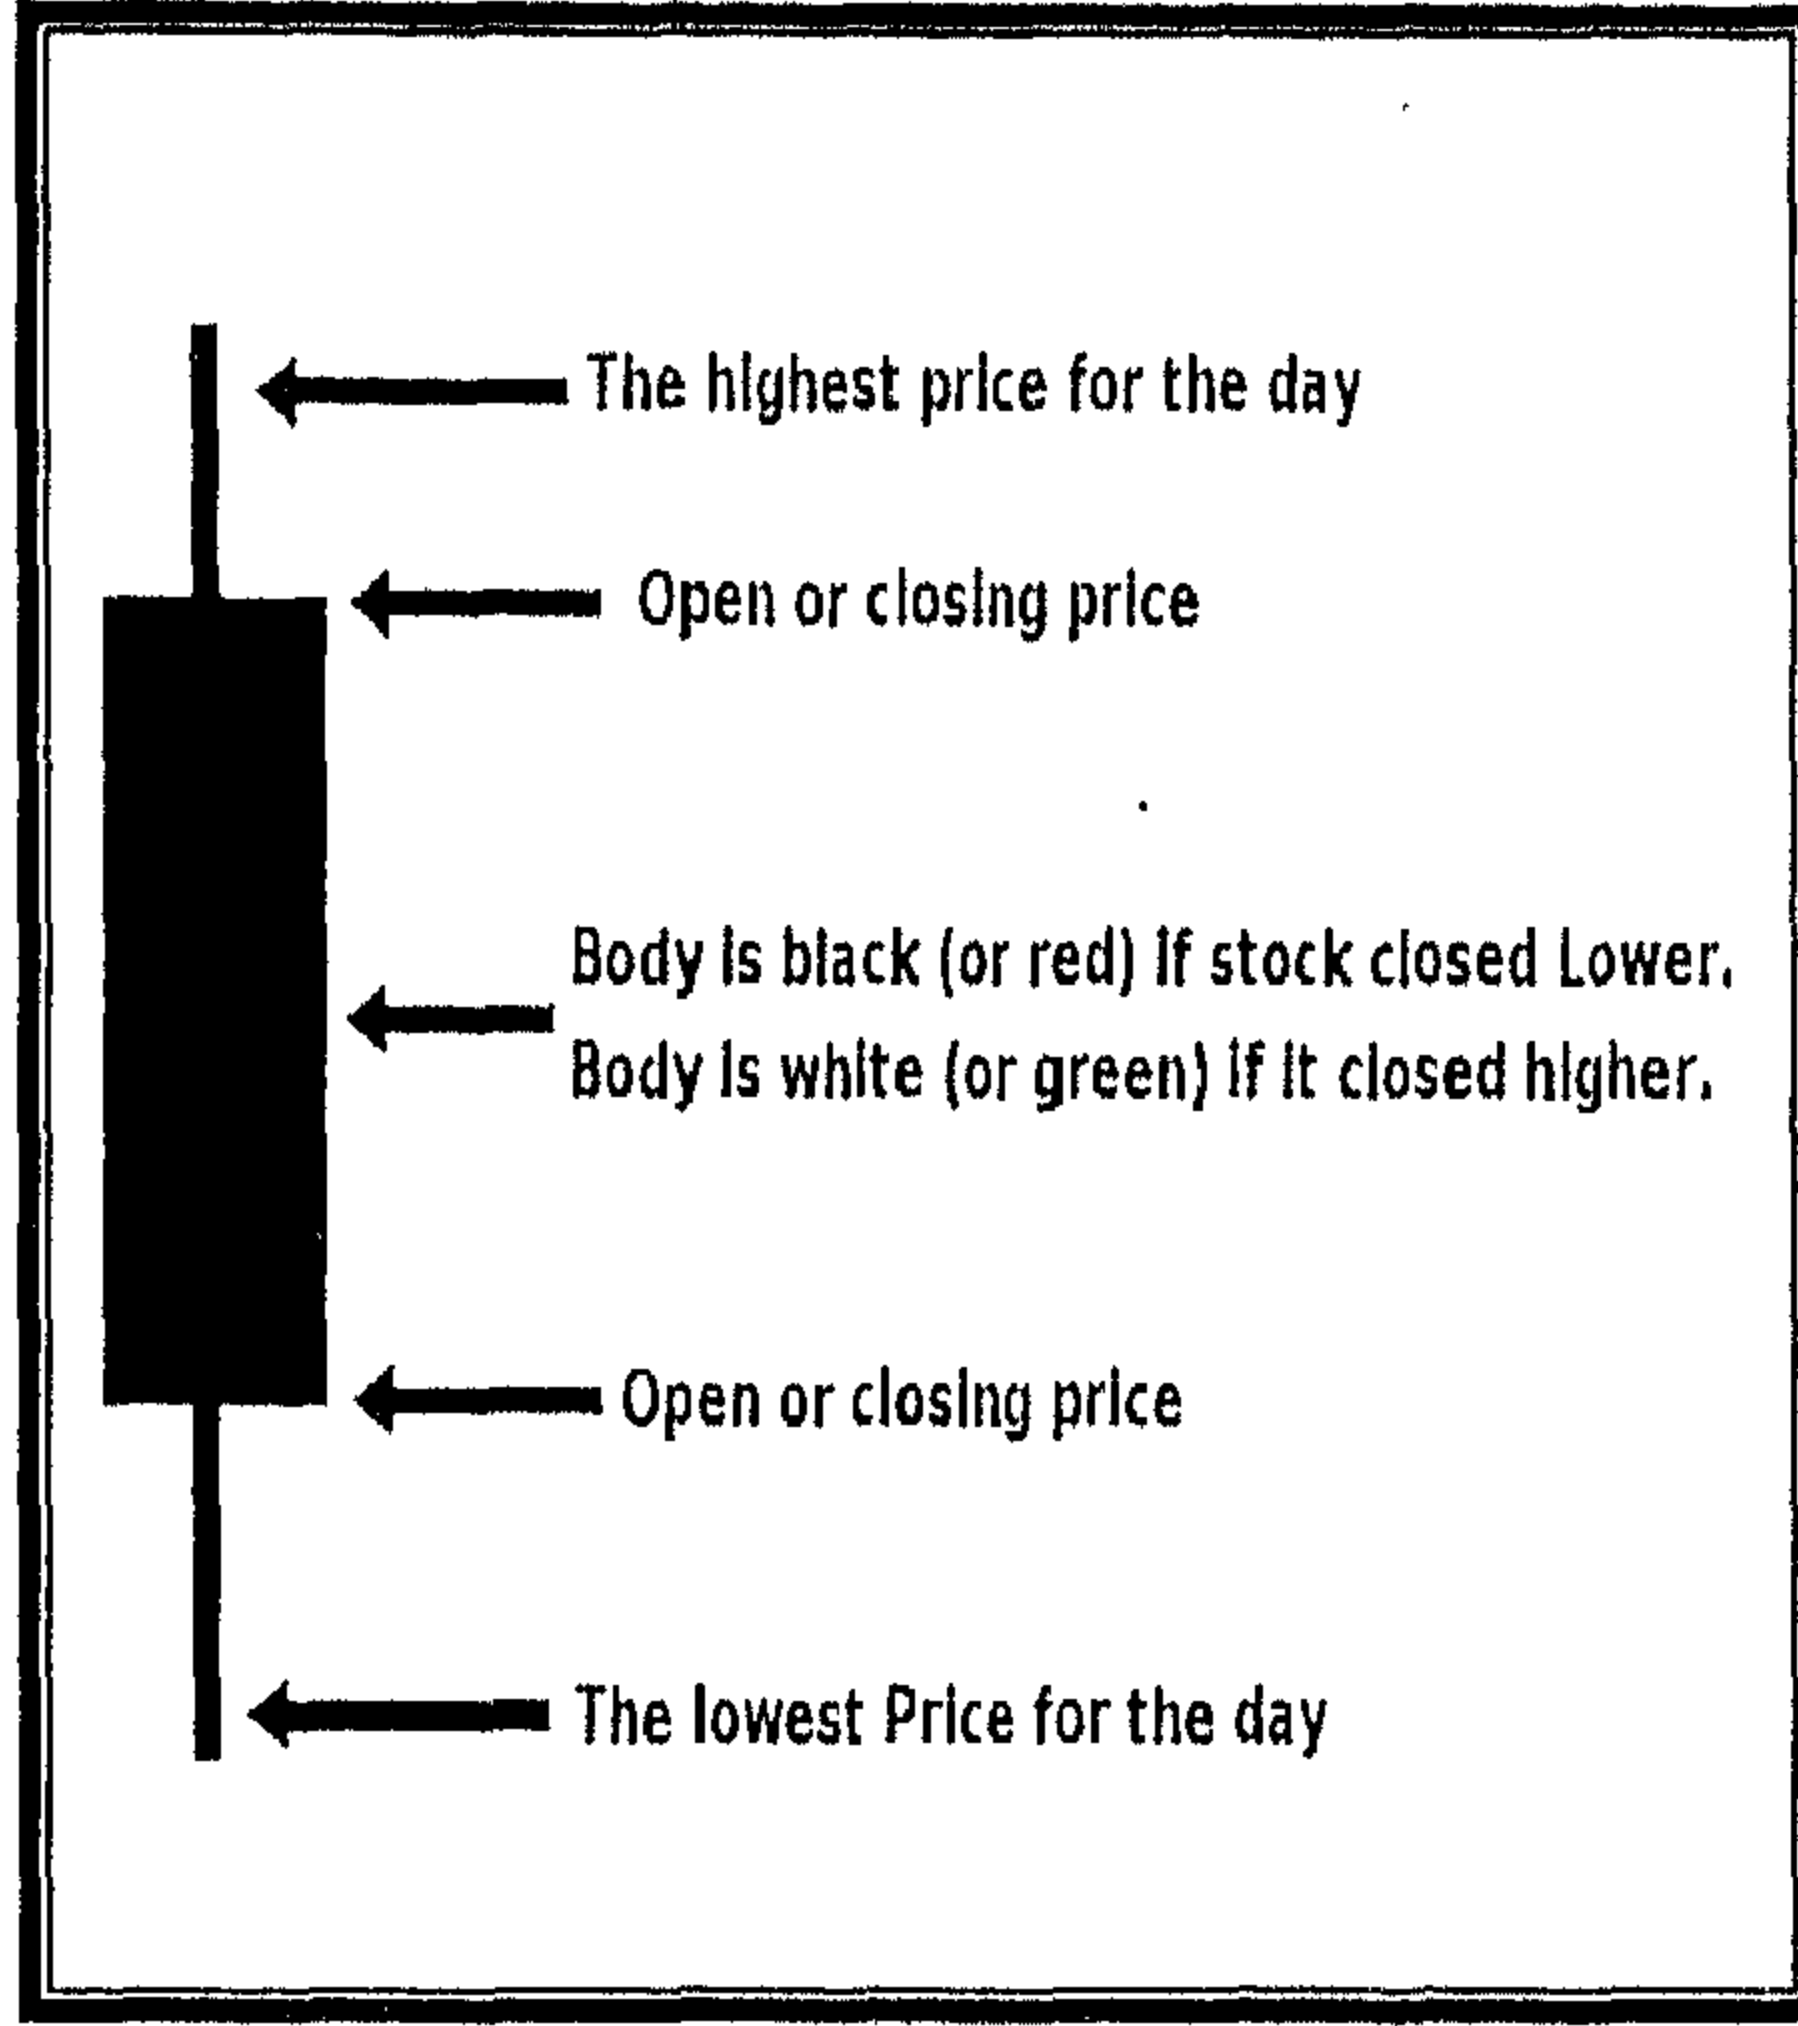 The highest price for the day
Open or closing price
Body is black (or red) if stock closed Lower.
Body is white (or green) if it closed higher.
Open or closing price
The lowest Price for the day